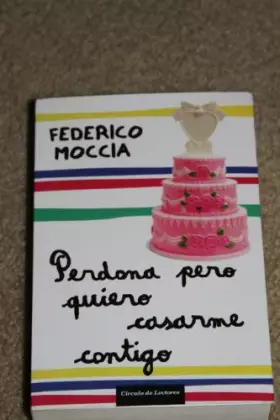 FEDERICO
MOCCIA
Perdona pero
quiero
casarme
contigo
Círculo de Lectores